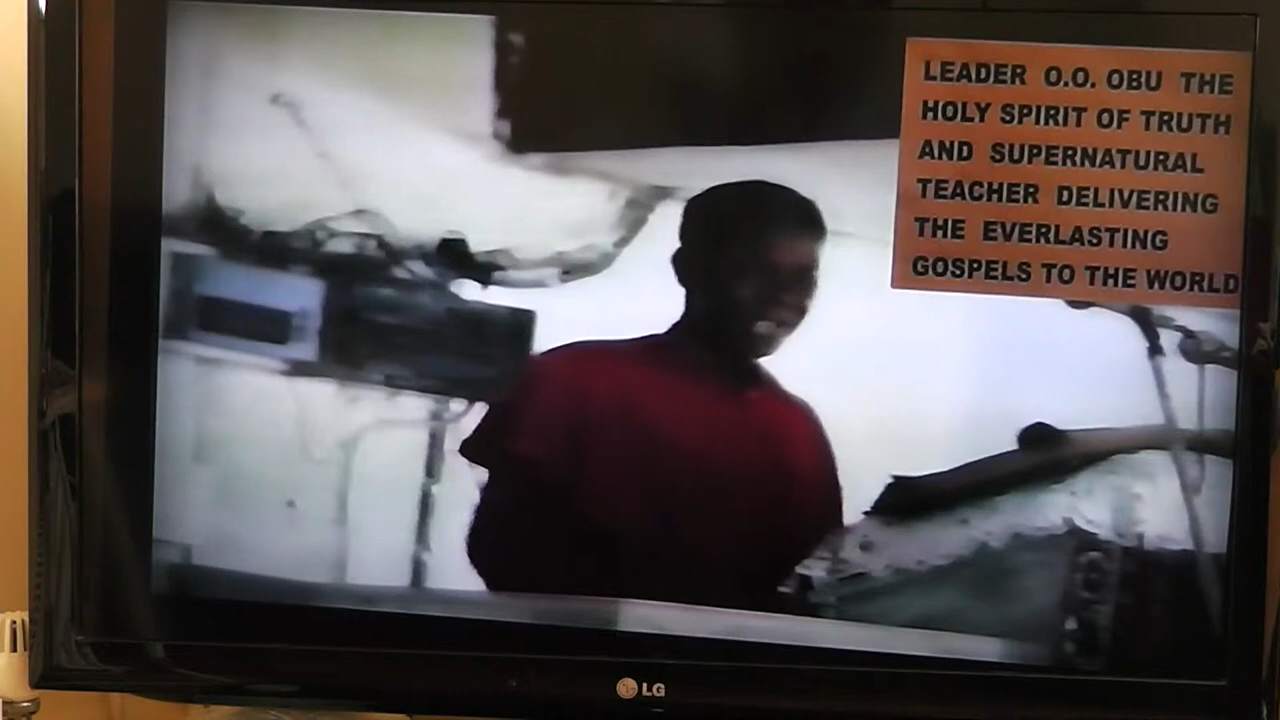 LEADER O.O. OBU THE
HOLY SPIRIT OF TRUTH
AND SUPERNATURAL
TEACHER DELIVERING
THE EVERLASTING
GOSPELS TO THE WORLD
LG